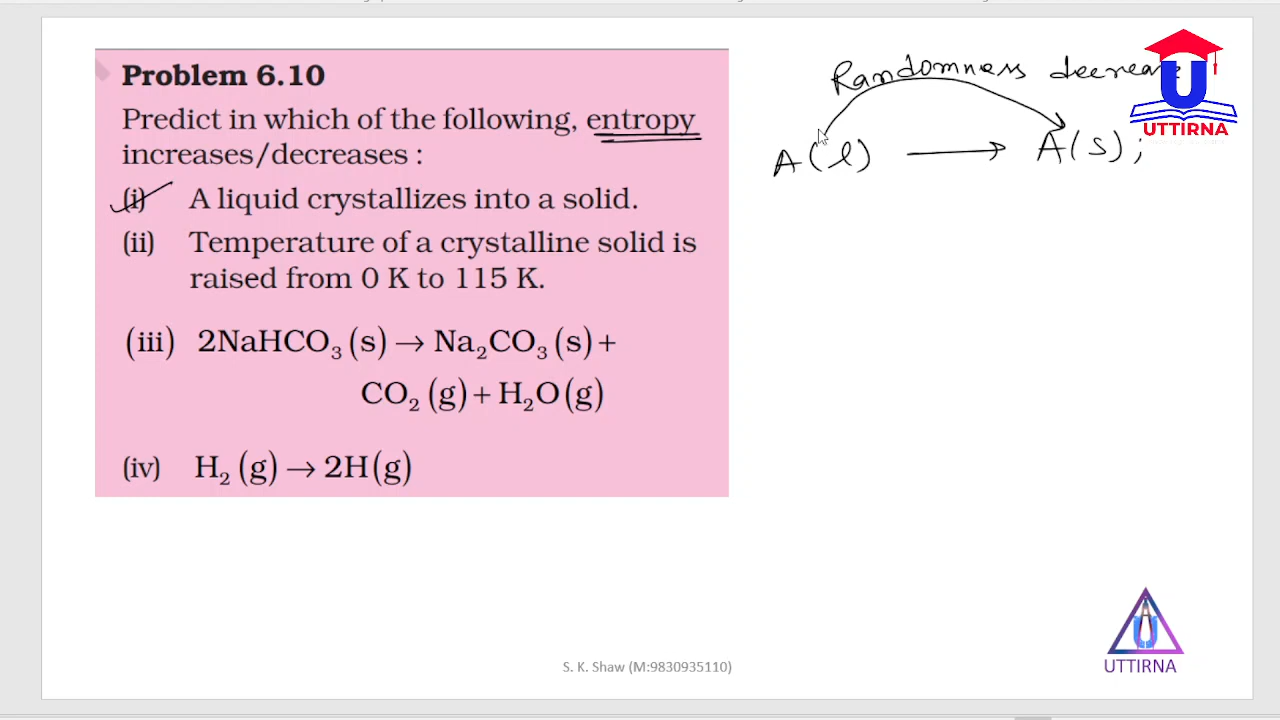 Problem 6.10
Predict in which of the following, entropy
increases/decreases :
(i) A liquid crystallizes into a solid.
(ii) Temperature of a crystalline solid is
raised from 0 K to 115 K.
(iii) 2NaHCO₃(s) → Na₂CO₃(s) +
CO₂(g) + H₂O(g)
(iv) H₂(g) → 2H(g)
Randomness decrease
A(l) → A(s);
UTTIRNA
UTTIRNA
S. K. Shaw (M:9830935110)